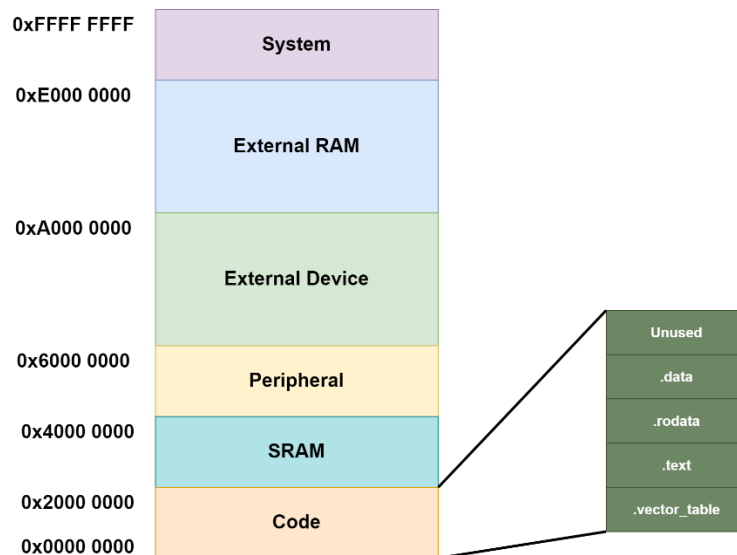 0xFFFF FFFF
System
0xE000 0000
External RAM
0xA000 0000
External Device
0x6000 0000
Peripheral
0x4000 0000
SRAM
0x2000 0000
Code
0x0000 0000
Unused
.data
.rodata
.text
.vector_table